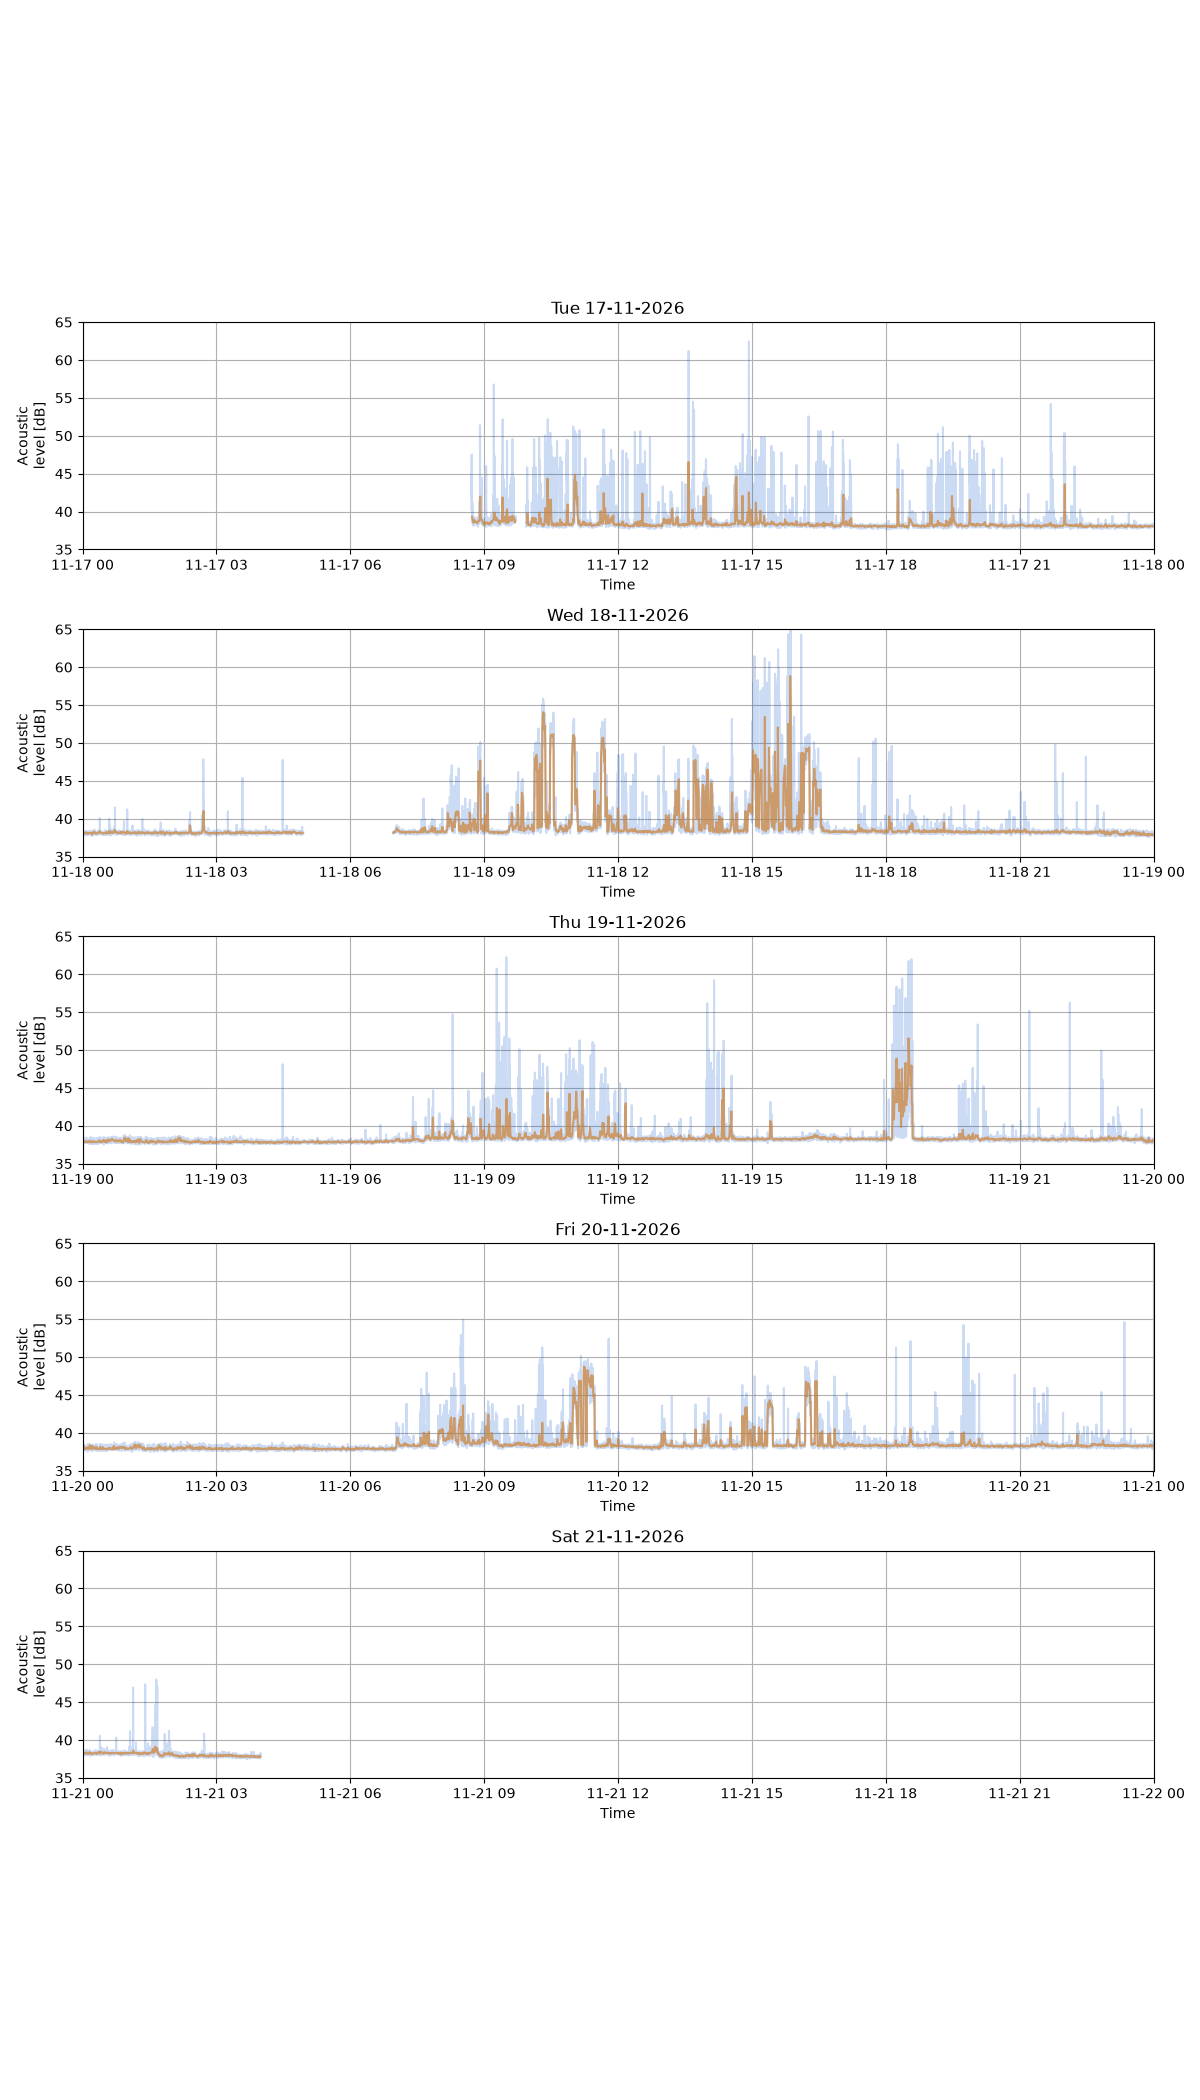 Tue 17-11-2026
65
60
55
50
45
40
35
Acoustic
level [dB]
11-17 00 11-17 03 11-17 06 11-17 09 11-17 12 11-17 15 11-17 18 11-17 21 11-18 00
Time
Wed 18-11-2026
65
60
55
50
45
40
35
Acoustic
level [dB]
11-18 00 11-18 03 11-18 06 11-18 09 11-18 12 11-18 15 11-18 18 11-18 21 11-19 00
Time
Thu 19-11-2026
65
60
55
50
45
40
35
Acoustic
level [dB]
11-19 00 11-19 03 11-19 06 11-19 09 11-19 12 11-19 15 11-19 18 11-19 21 11-20 00
Time
Fri 20-11-2026
65
60
55
50
45
40
35
Acoustic
level [dB]
11-20 00 11-20 03 11-20 06 11-20 09 11-20 12 11-20 15 11-20 18 11-20 21 11-21 00
Time
Sat 21-11-2026
65
60
55
50
45
40
35
Acoustic
level [dB]
11-21 00 11-21 03 11-21 06 11-21 09 11-21 12 11-21 15 11-21 18 11-21 21 11-22 00
Time